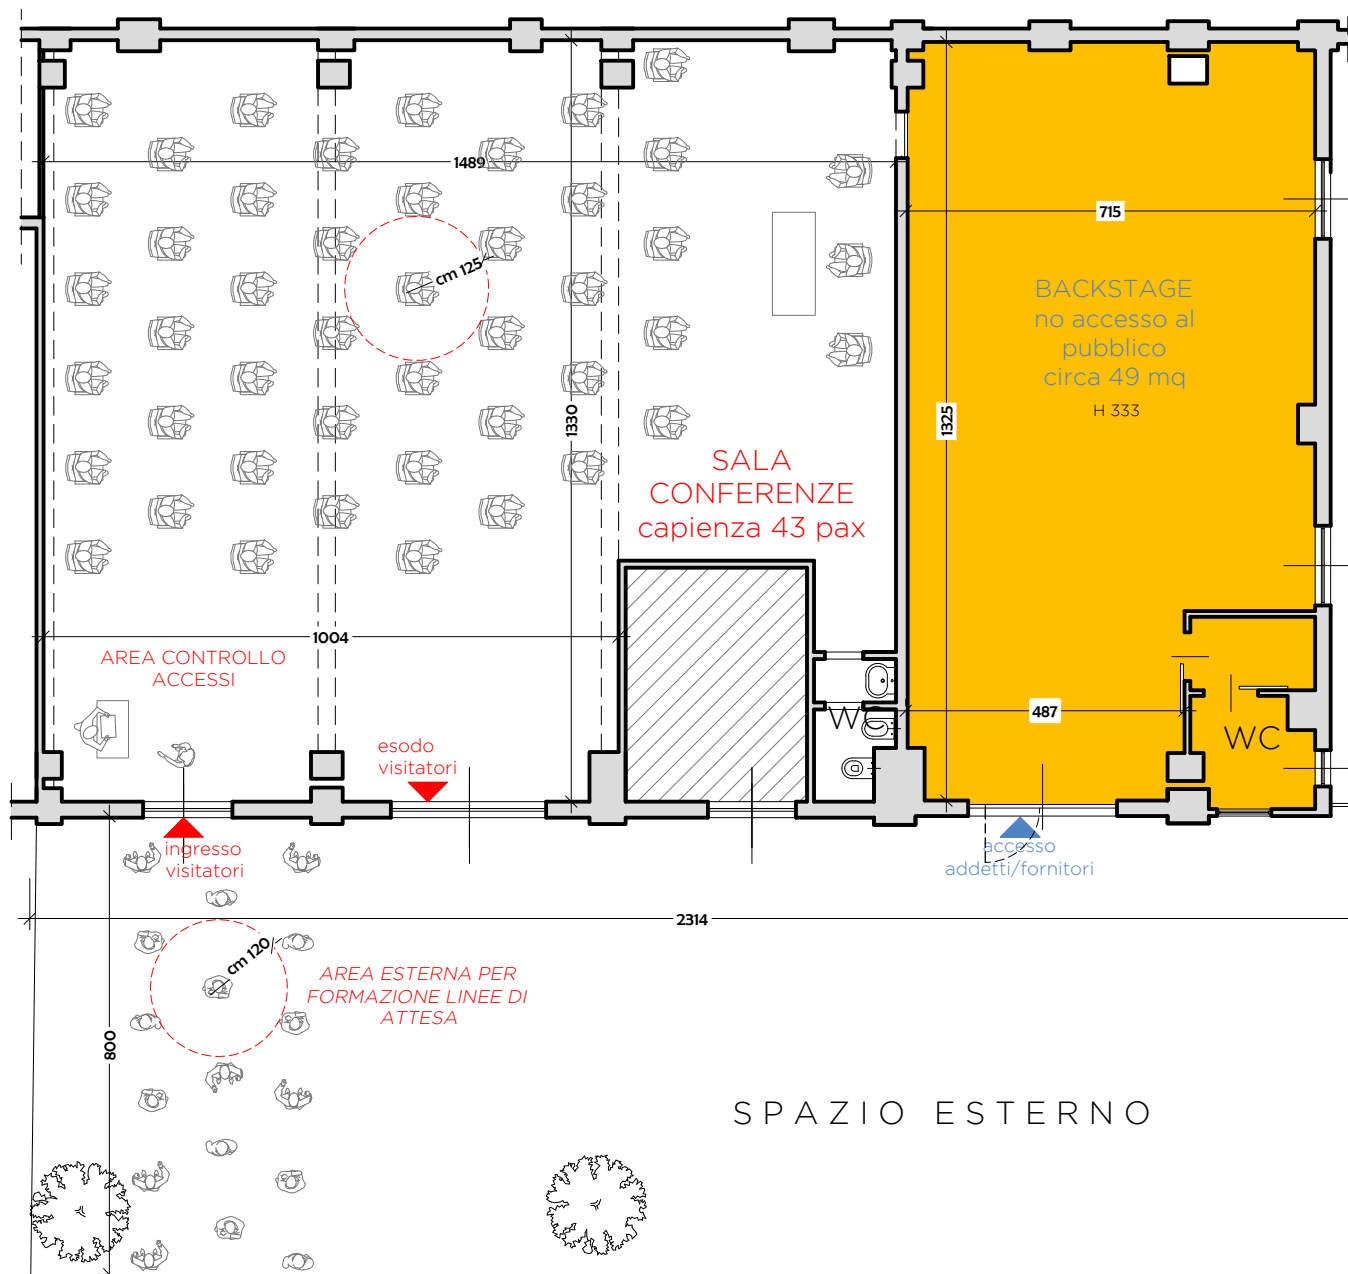 1489
cm 125
715
BACKSTAGE
no accesso al
pubblico
circa 49 mq
H 333
1330
1325
SALA
CONFERENZE
capienza 43 pax
1004
AREA CONTROLLO
ACCESSI
WC
487
WC
esodo
visitatori
ingresso
visitatori
accesso
addetti/fornitori
2314
cm 120
AREA ESTERNA PER
FORMAZIONE LINEE DI
ATTESA
800
SPAZIO ESTERNO